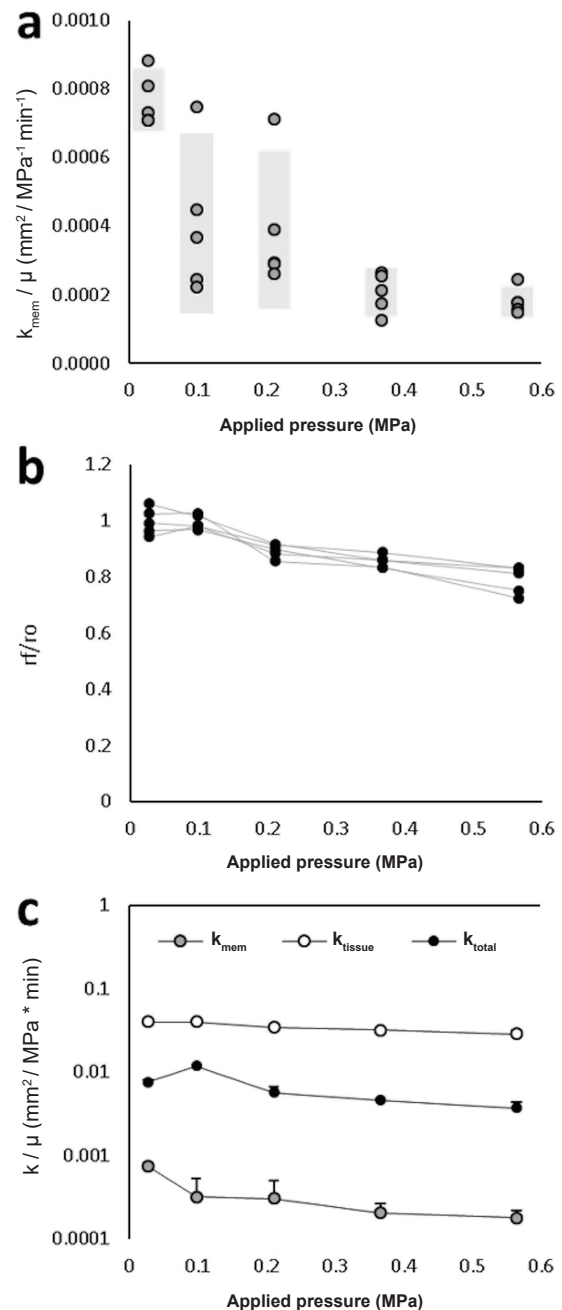 a
0.0010
0.0008
0.0006
0.0004
0.0002
0.0000
k_mem / μ (mm² / MPa⁻¹ min⁻¹)
0 0.1 0.2 0.3 0.4 0.5 0.6
Applied pressure (MPa)
b
1.2
1
0.8
0.6
0.4
0.2
0
rf/ro
0 0.1 0.2 0.3 0.4 0.5 0.6
Applied pressure (MPa)
c
1
k_mem k_tissue k_total
0.1
0.01
0.001
0.0001
k / μ (mm² / MPa * min)
0 0.1 0.2 0.3 0.4 0.5 0.6
Applied pressure (MPa)